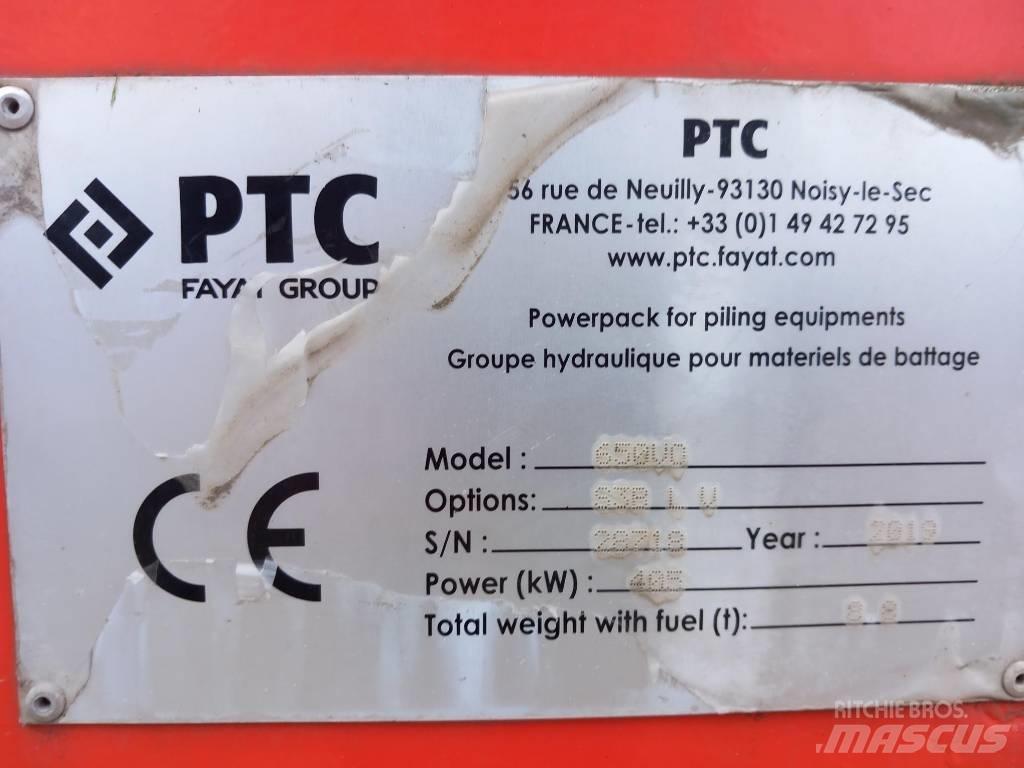 PTC
FAYAT GROUP
PTC
56 rue de Neuilly-93130 Noisy-le-Sec
FRANCE-tel.: +33 (0)1 49 42 72 95
www.ptc.fayat.com
Powerpack for piling equipments
Groupe hydraulique pour materiels de battage
CE
Model : 650VC
Options: L V
S/N : Year : 2019
Power (kW) :
Total weight with fuel (t):
RITCHIE BROS.
MASCUS